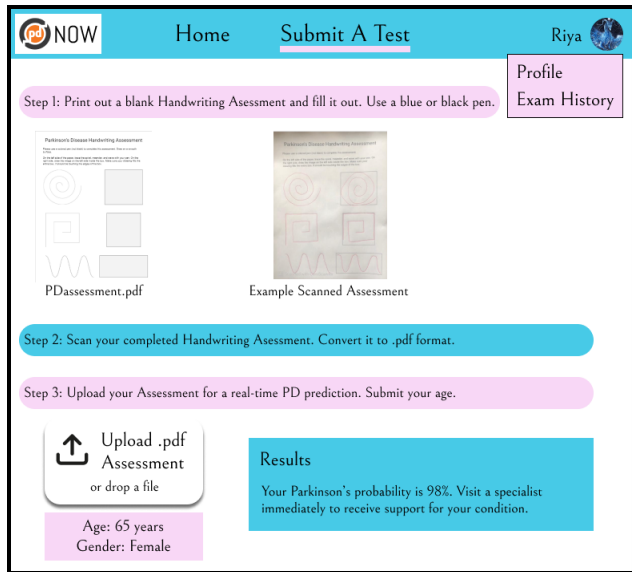 pd NOW
Home
Submit A Test
Riya
Profile
Exam History
Step 1: Print out a blank Handwriting Asessment and fill it out. Use a blue or black pen.
Parkinson's Disease Handwriting Assessment
PDassessment.pdf
Example Scanned Assessment
Step 2: Scan your completed Handwriting Asessment. Convert it to .pdf format.
Step 3: Upload your Assessment for a real-time PD prediction. Submit your age.
Upload .pdf
Assessment
or drop a file
Age: 65 years
Gender: Female
Results
Your Parkinson's probability is 98%. Visit a specialist
immediately to receive support for your condition.